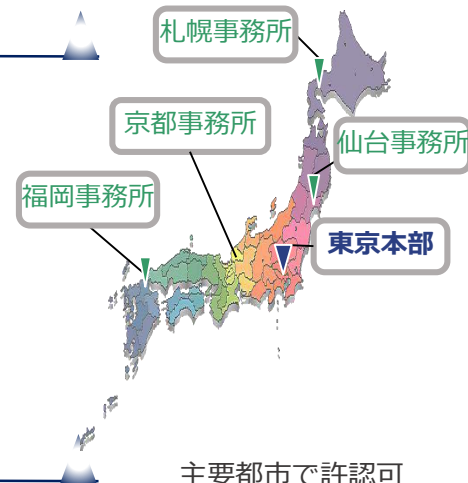 札幌事務所
京都事務所
仙台事務所
福岡事務所
東京本部
主要都市で許認可